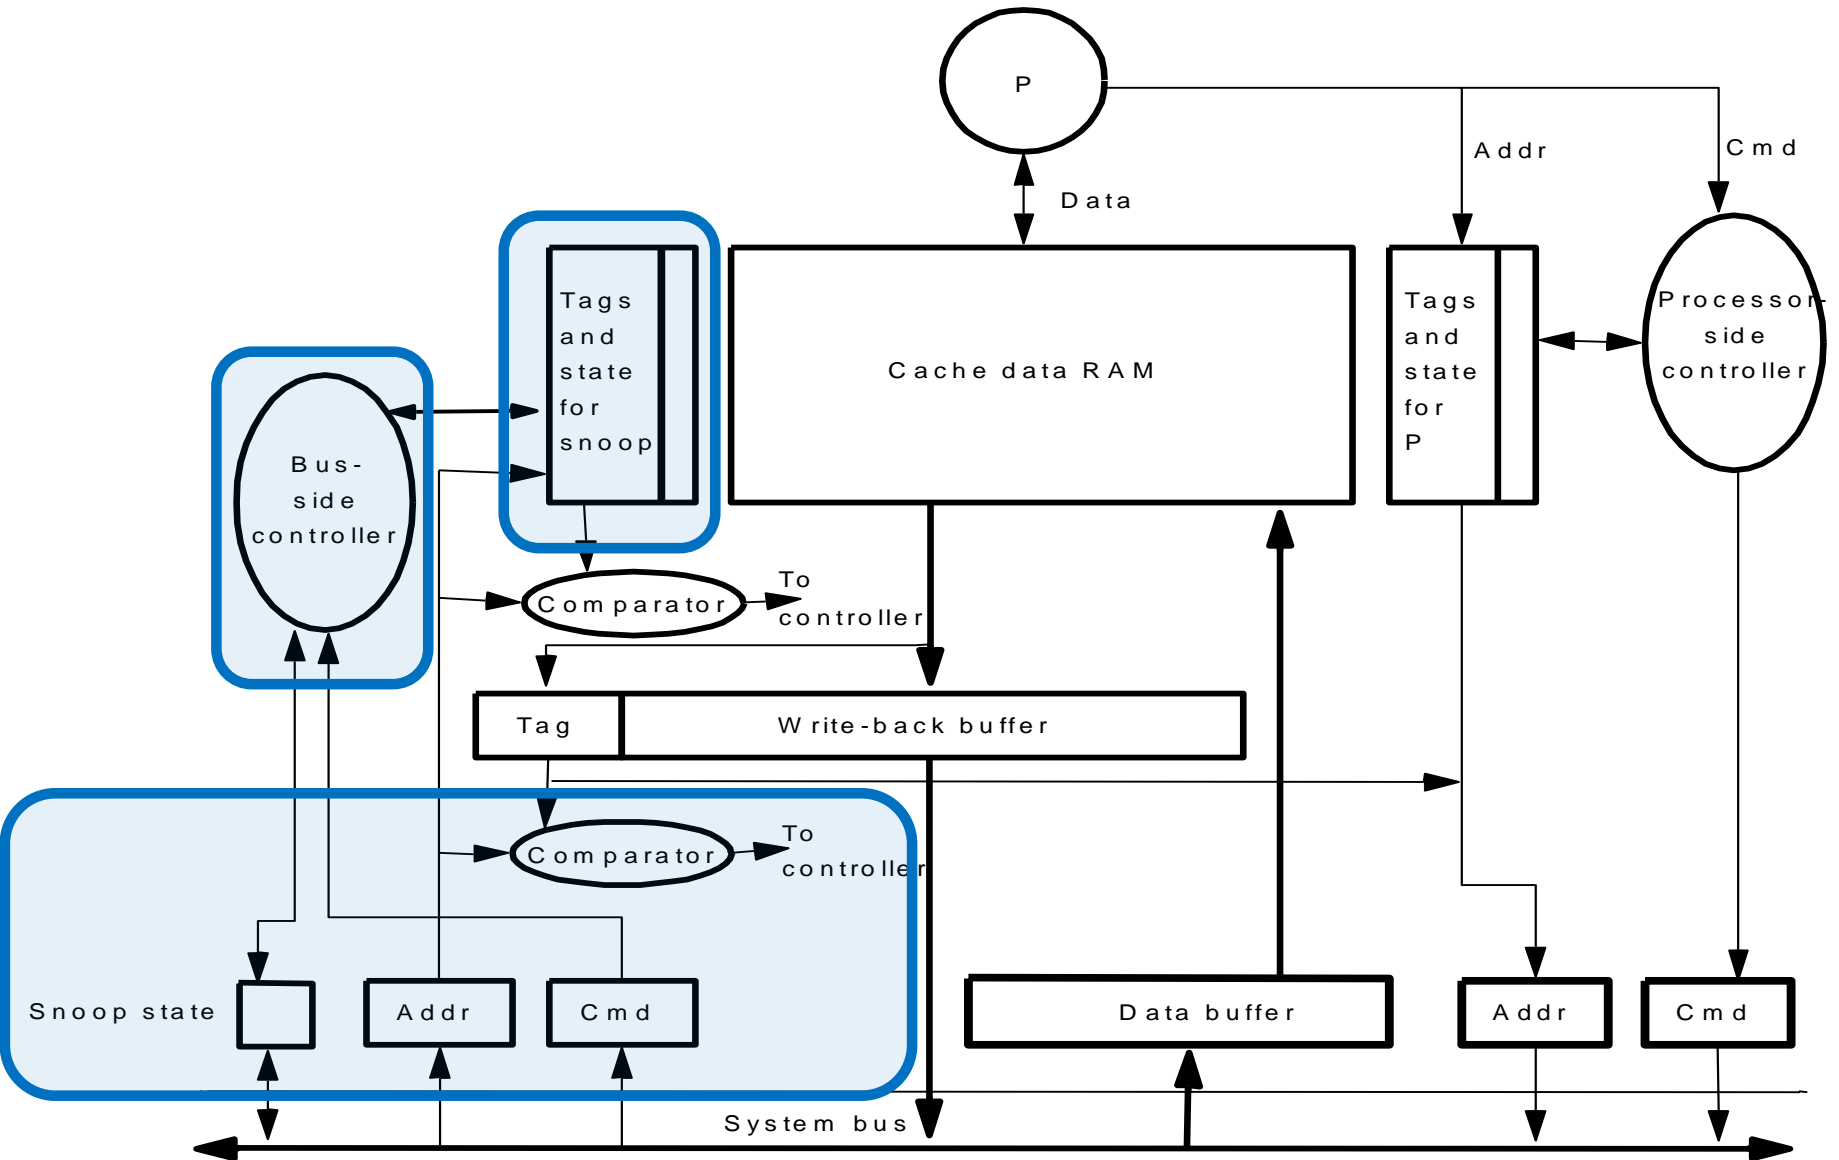 P
Addr
Cmd
Data
Tags
and
state
for
snoop
Cache data RAM
Tags
and
state
for
P
Processor-
side
controller
Bus-
side
controller
Comparator
To
controller
Tag
Write-back buffer
Comparator
To
controller
Snoop state
Addr
Cmd
Data buffer
Addr
Cmd
System bus